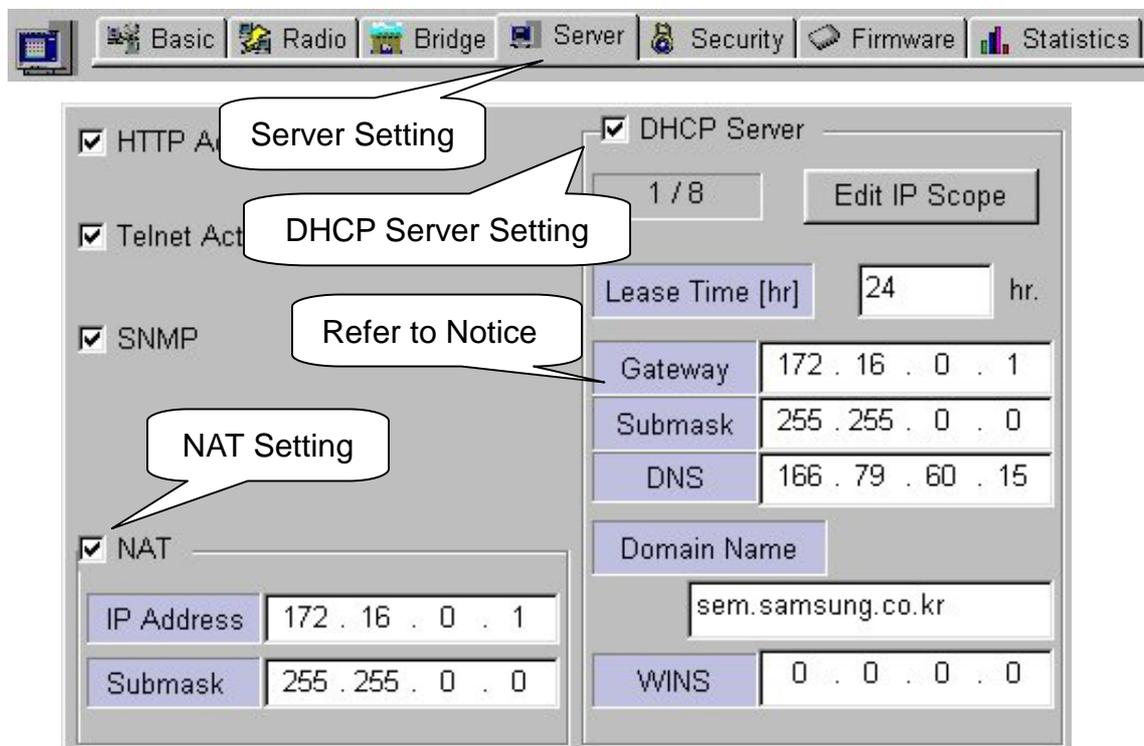 Basic Radio Bridge Server Security Firmware Statistics
Server Setting
HTTP A
DHCP Server Setting
Telnet Act
SNMP
Refer to Notice
NAT Setting
NAT
IP Address 172 . 16 . 0 . 1
Submask 255 . 255 . 0 . 0
DHCP Server
1 / 8 Edit IP Scope
Lease Time [hr] 24 hr.
Gateway 172 . 16 . 0 . 1
Submask 255 . 255 . 0 . 0
DNS 166 . 79 . 60 . 15
Domain Name
sem.samsung.co.kr
WINS 0 . 0 . 0 . 0